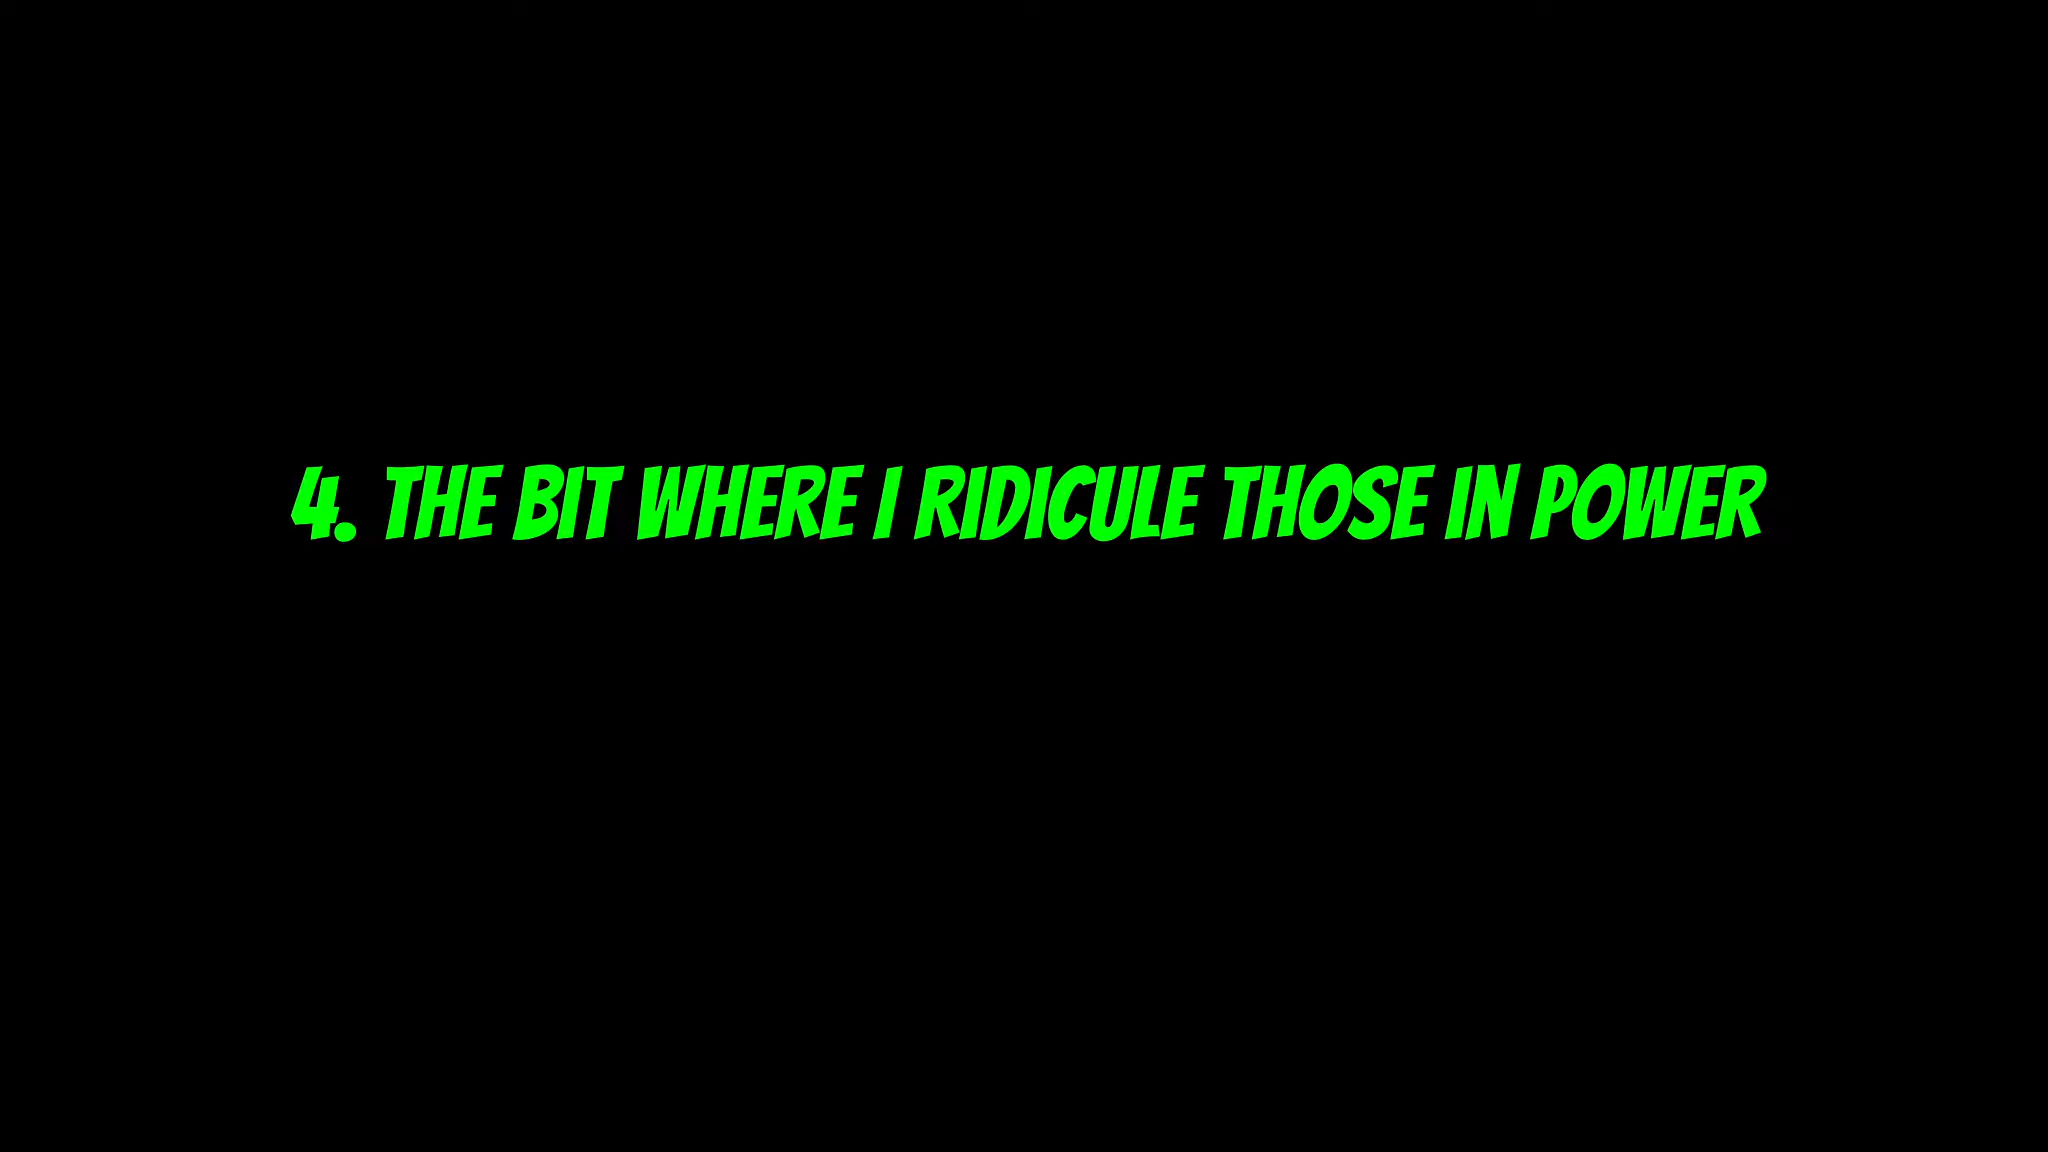 4. THE BIT WHERE I RIDICULE THOSE IN POWER